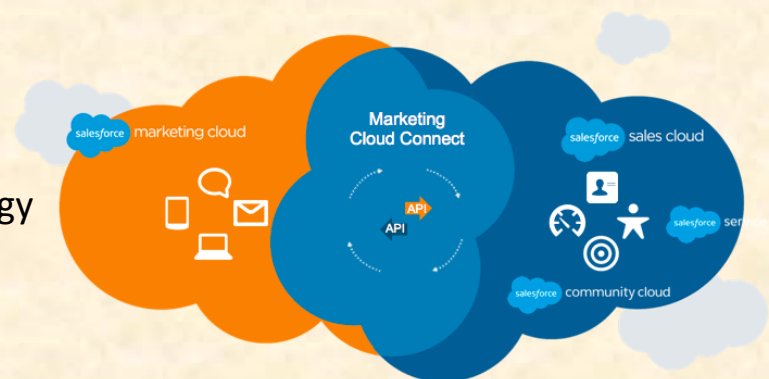 salesforce marketing cloud
Marketing
Cloud Connect
salesforce sales cloud
gy
API
API
salesforce
salesforce community cloud